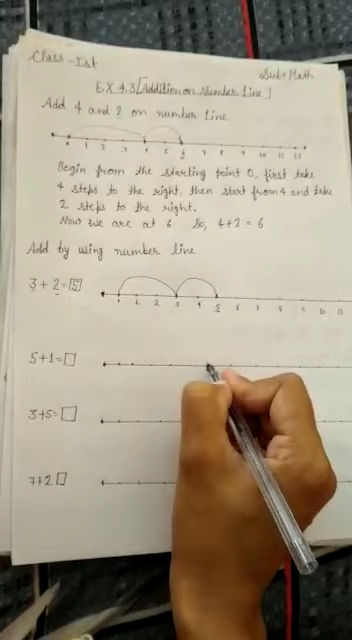 Class - Ist
Sub: Math
EX 4.3 [Addition on Number Line]
Add 4 and 2 on number line
0 1 2 3 4 5 6 7 8 9 10 11 12
Begin from the starting point 0, first take
4 steps to the right. then start from 4 and take
2 steps to the right.
Now we are at 6 So, 4+2 = 6
Add by using number line
3 + 2 = 5
0 1 2 3 4 5 6 7 8 9 10 11
5+1=
3+5=
7+2